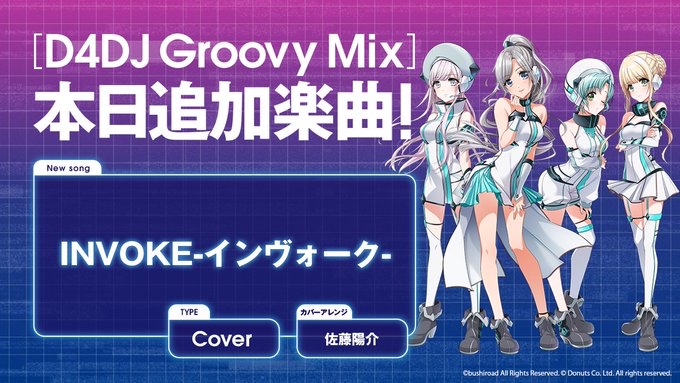 [D4DJ Groovy Mix]
本日追加楽曲!
New song
INVOKE-インヴォーク-
TYPE
Cover
カバーアレンジ
佐藤陽介
©bushiroad All Rights Reserved. © Donuts Co. Ltd. All rights reserved.